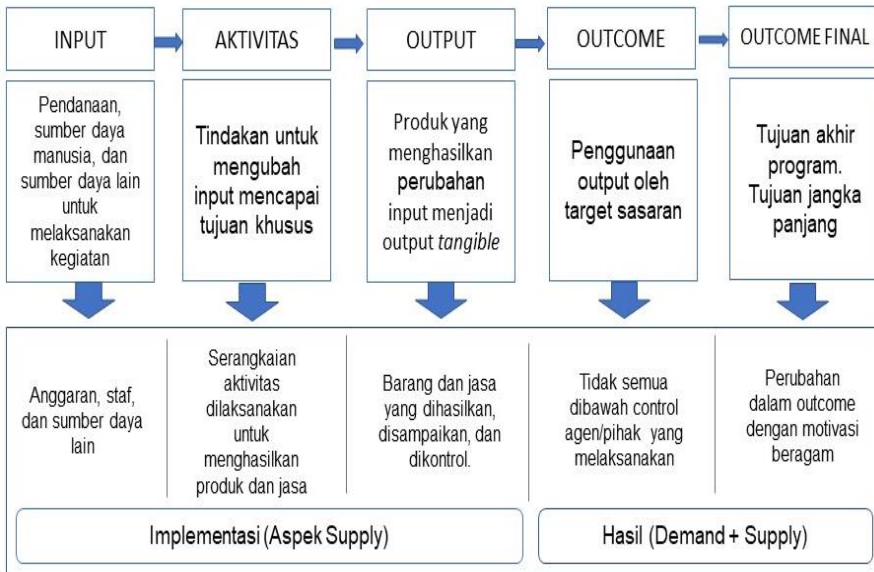 INPUT
AKTIVITAS
OUTPUT
OUTCOME
OUTCOME FINAL
Pendanaan,
sumber daya
manusia, dan
sumber daya lain
untuk
melaksanakan
kegiatan
Tindakan untuk
mengubah
input mencapai
tujuan khusus
Produk yang
menghasilkan
perubahan
input menjadi
output tangible
Penggunaan
output oleh
target sasaran
Tujuan akhir
program.
Tujuan jangka
panjang
Anggaran, staf,
dan sumber daya
lain
Serangkaian
aktivitas
dilaksanakan
untuk
menghasilkan
produk dan jasa
Barang dan jasa
yang dihasilkan,
disampaikan, dan
dikontrol.
Tidak semua
dibawah control
agen/pihak yang
melaksanakan
Perubahan
dalam outcome
dengan motivasi
beragam
Implementasi (Aspek Supply)
Hasil (Demand + Supply)